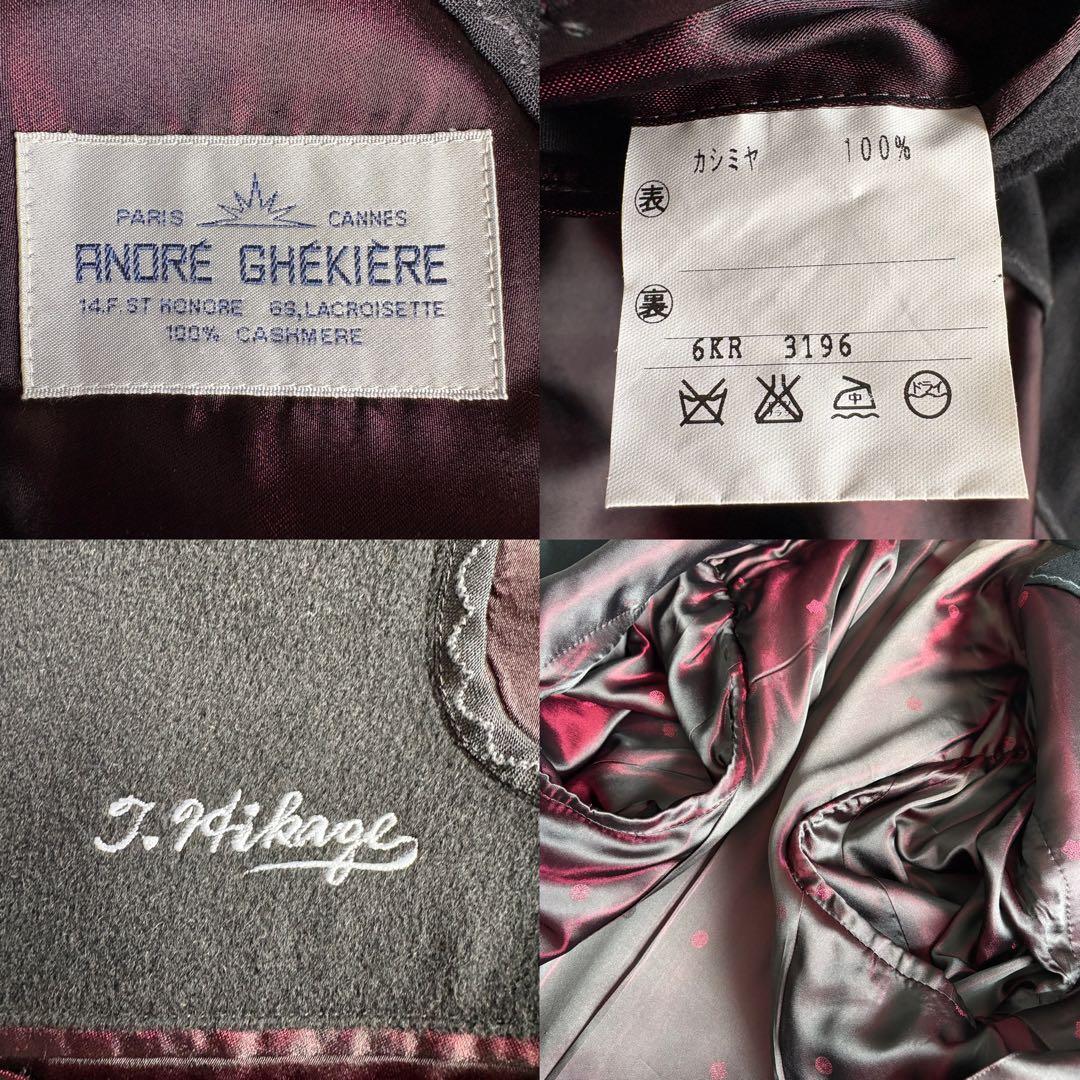 PARIS CANNES
ANDRÉ GHÉKIÈRE
14.F. ST HONORE 69,LACROISETTE
100% CASHMERE
カシミヤ 100%
表
裏
6KR 3196
中 ドライ
J. Hikage